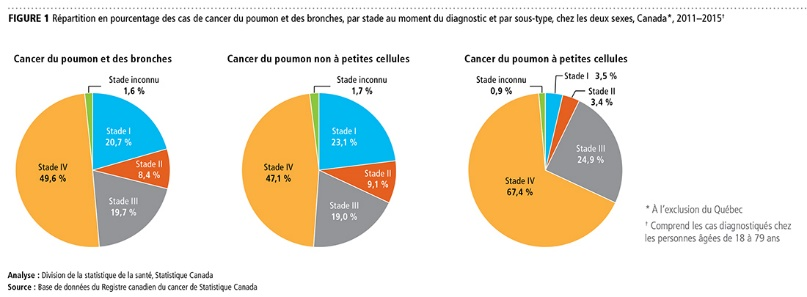 FIGURE 1 Répartition en pourcentage des cas de cancer du poumon et des bronches, par stade au moment du diagnostic et par sous-type, chez les deux sexes, Canada*, 2011–2015†
Cancer du poumon et des bronches
Stade inconnu
1,6 %
Stade I
20,7 %
Stade II
8,4 %
Stade III
19,7 %
Stade IV
49,6 %
Cancer du poumon non à petites cellules
Stade inconnu
1,7 %
Stade I
23,1 %
Stade II
9,1 %
Stade III
19,0 %
Stade IV
47,1 %
Cancer du poumon à petites cellules
Stade inconnu
0,9 %
Stade I 3,5 %
Stade II
3,4 %
Stade III
24,9 %
Stade IV
67,4 %
* À l'exclusion du Québec
† Comprend les cas diagnostiqués chez
les personnes âgées de 18 à 79 ans
Analyse : Division de la statistique de la santé, Statistique Canada
Source : Base de données du Registre canadien du cancer de Statistique Canada